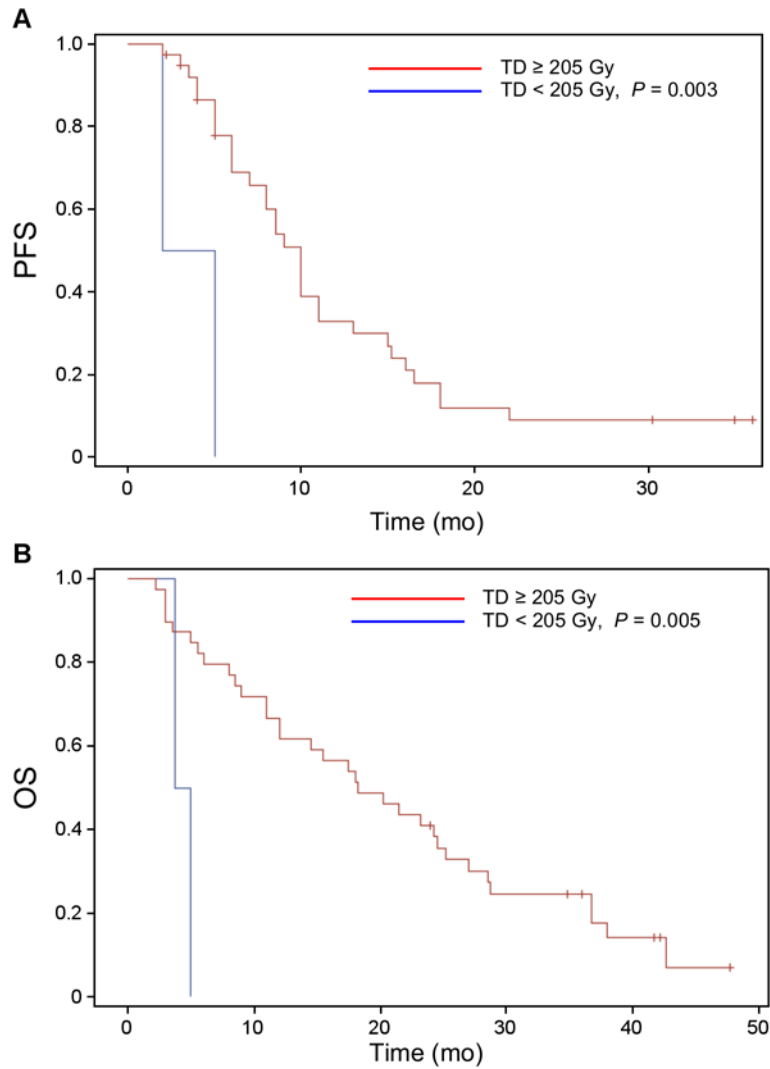 A
1.0
0.8
0.6
0.4
0.2
0
PFS
TD ≥ 205 Gy
TD < 205 Gy, P = 0.003
0 10 20 30
Time (mo)
B
1.0
0.8
0.6
0.4
0.2
0
OS
TD ≥ 205 Gy
TD < 205 Gy, P = 0.005
0 10 20 30 40 50
Time (mo)